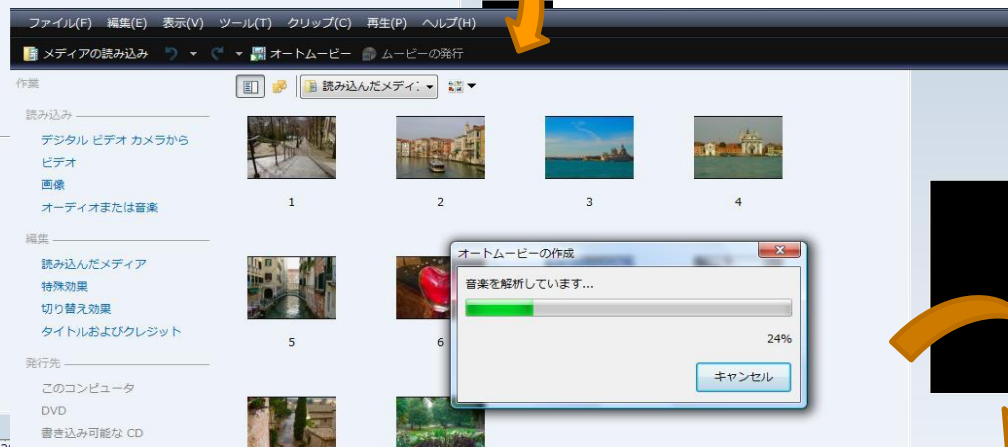 ファイル(F) 編集(E) 表示(V) ツール(T) クリップ(C) 再生(P) ヘルプ(H)
メディアの読み込み オートムービー ムービーの発行
作業
読み込んだメディ
読み込み
デジタル ビデオ カメラから
ビデオ
画像
オーディオまたは音楽
1 2 3 4
編集
読み込んだメディア
特殊効果
切り替え効果
タイトルおよびクレジット
5 6
オートムービーの作成
音楽を解析しています...
24%
キャンセル
発行先
このコンピュータ
DVD
書き込み可能な CD